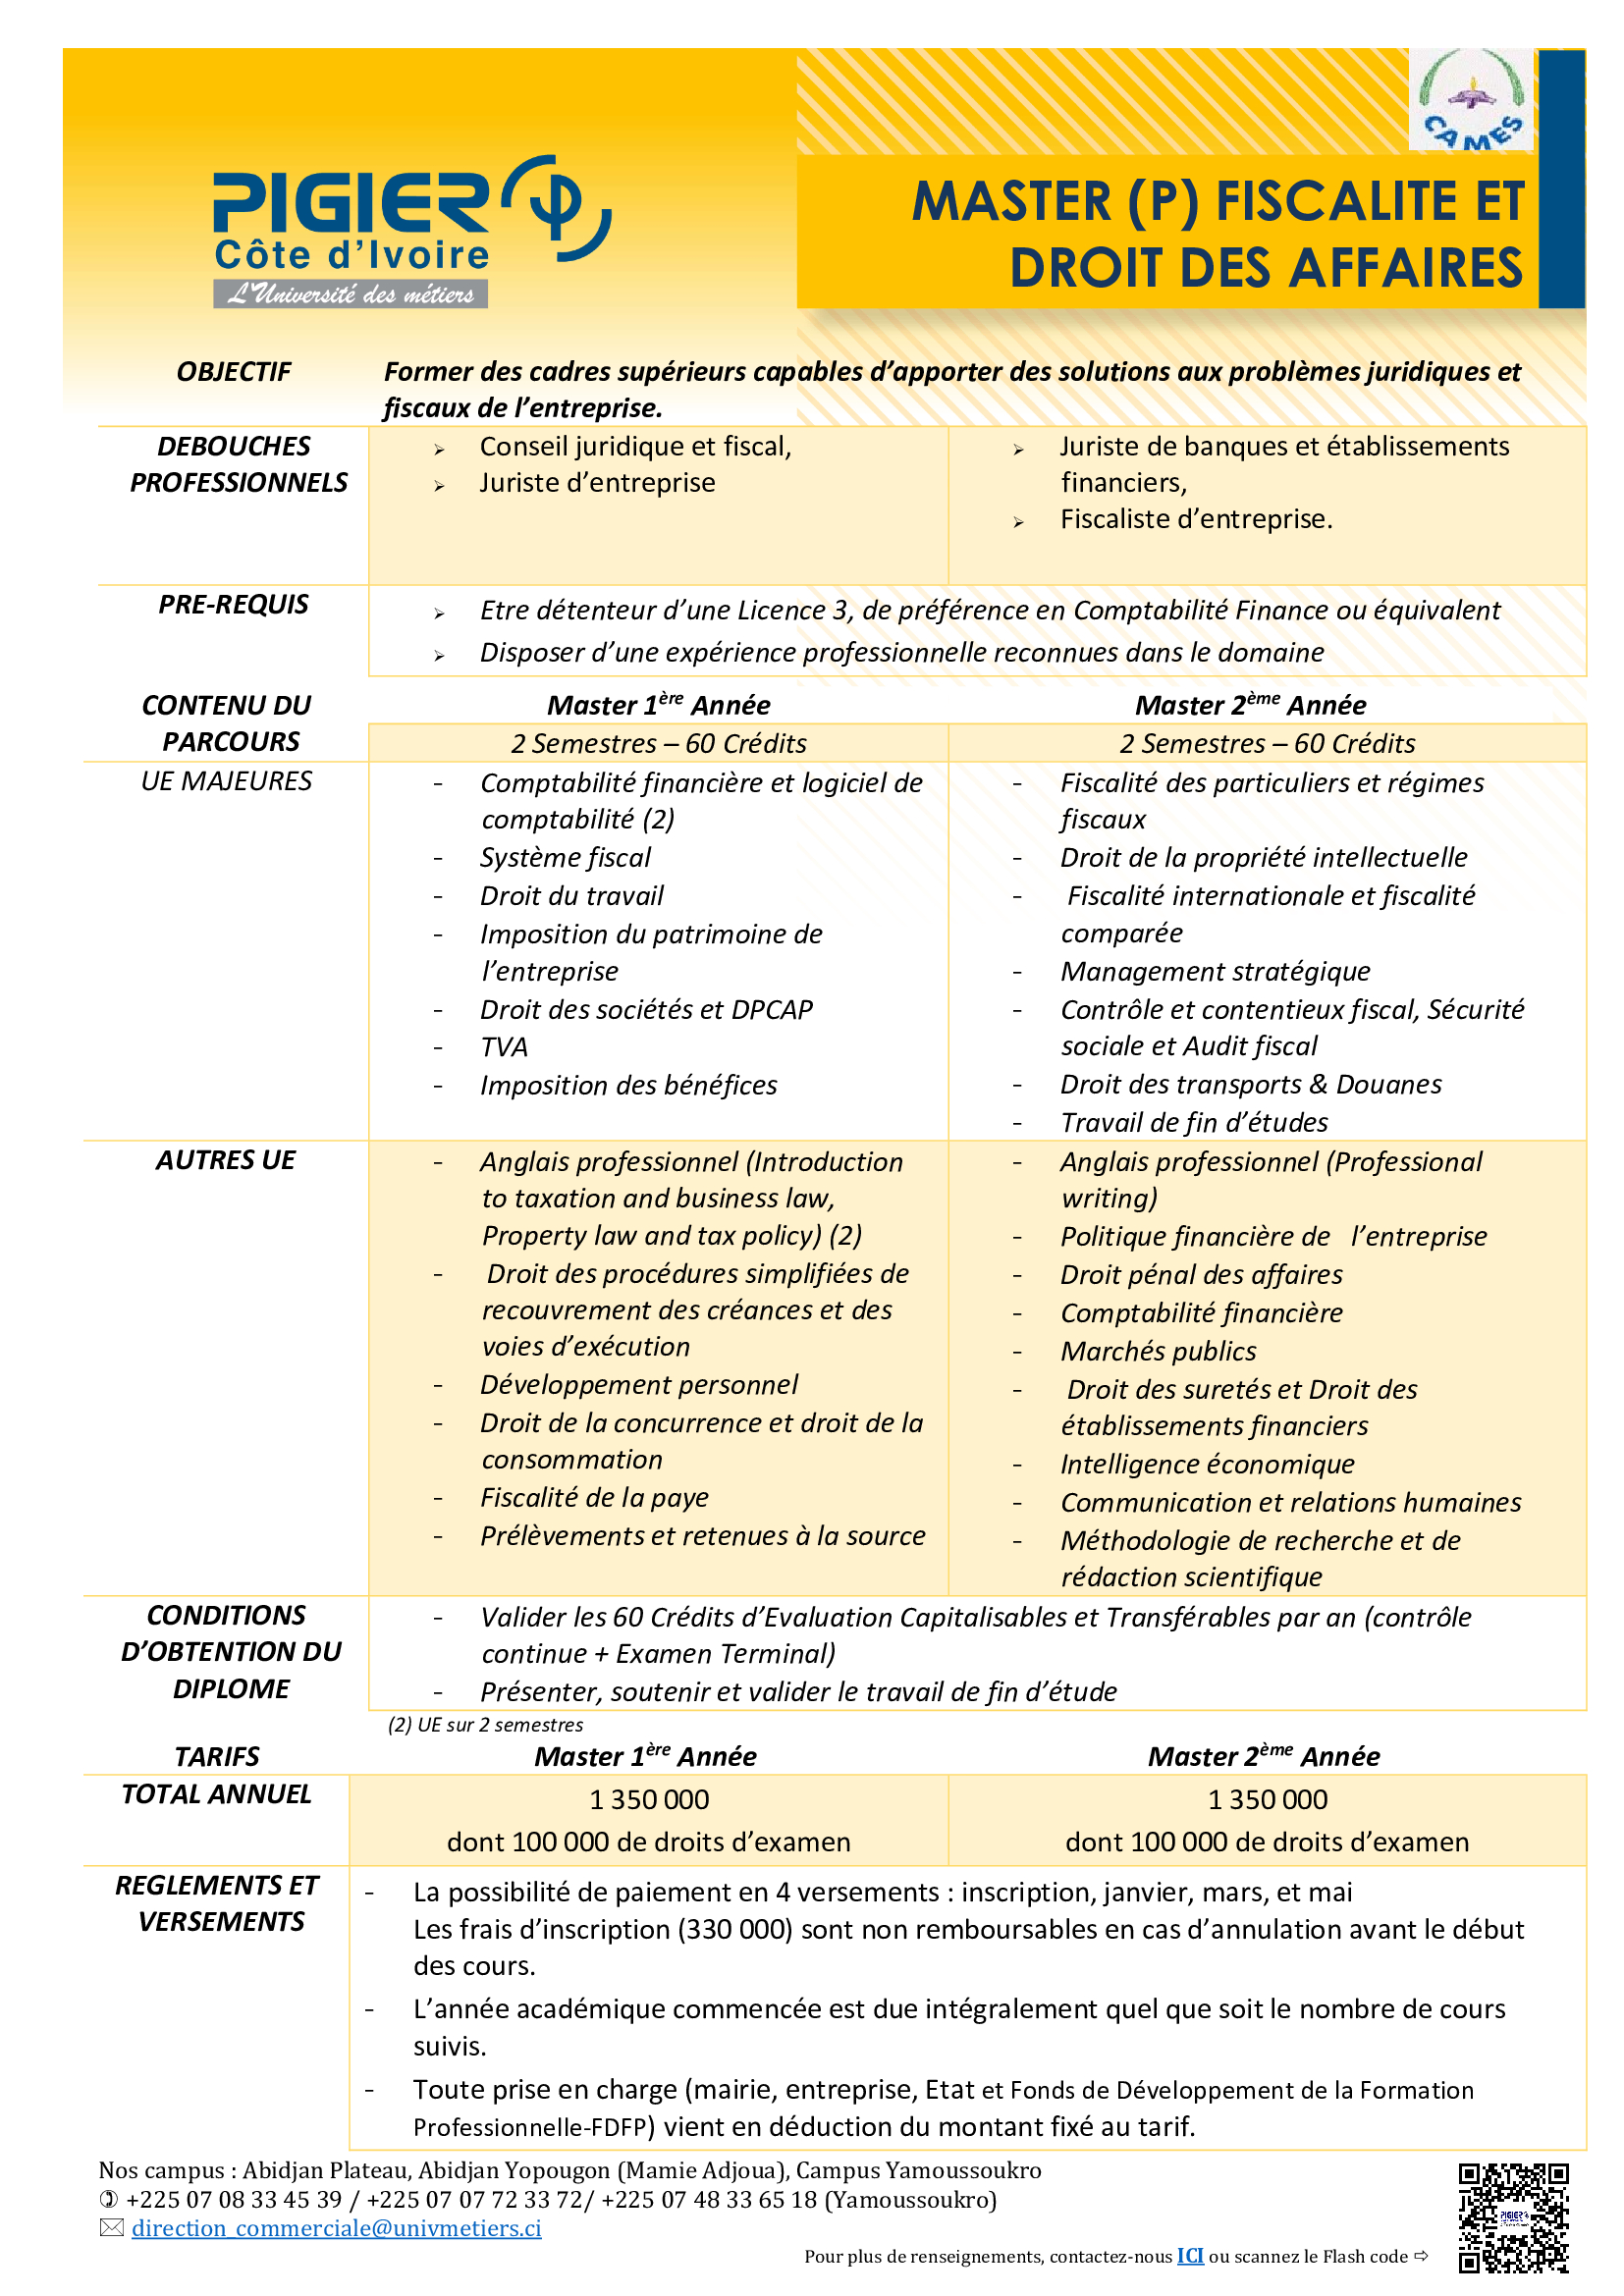 CAMES
PIGIER
Côte d'Ivoire
L'Université des métiers
MASTER (P) FISCALITE ET
DROIT DES AFFAIRES
OBJECTIF
Former des cadres supérieurs capables d'apporter des solutions aux problèmes juridiques et
fiscaux de l'entreprise.
DEBOUCHES
PROFESSIONNELS
➢ Conseil juridique et fiscal,
➢ Juriste d'entreprise
➢ Juriste de banques et établissements
financiers,
➢ Fiscaliste d'entreprise.
PRE-REQUIS
➢ Etre détenteur d'une Licence 3, de préférence en Comptabilité Finance ou équivalent
➢ Disposer d'une expérience professionnelle reconnues dans le domaine
CONTENU DU
PARCOURS
Master 1ère Année
Master 2ème Année
2 Semestres – 60 Crédits
2 Semestres – 60 Crédits
UE MAJEURES
- Comptabilité financière et logiciel de
comptabilité (2)
- Système fiscal
- Droit du travail
- Imposition du patrimoine de
l'entreprise
- Droit des sociétés et DPCAP
- TVA
- Imposition des bénéfices
- Fiscalité des particuliers et régimes
fiscaux
- Droit de la propriété intellectuelle
- Fiscalité internationale et fiscalité
comparée
- Management stratégique
- Contrôle et contentieux fiscal, Sécurité
sociale et Audit fiscal
- Droit des transports & Douanes
- Travail de fin d'études
AUTRES UE
- Anglais professionnel (Introduction
to taxation and business law,
Property law and tax policy) (2)
- Droit des procédures simplifiées de
recouvrement des créances et des
voies d'exécution
- Développement personnel
- Droit de la concurrence et droit de la
consommation
- Fiscalité de la paye
- Prélèvements et retenues à la source
- Anglais professionnel (Professional
writing)
- Politique financière de l'entreprise
- Droit pénal des affaires
- Comptabilité financière
- Marchés publics
- Droit des suretés et Droit des
établissements financiers
- Intelligence économique
- Communication et relations humaines
- Méthodologie de recherche et de
rédaction scientifique
CONDITIONS
D'OBTENTION DU
DIPLOME
- Valider les 60 Crédits d'Evaluation Capitalisables et Transférables par an (contrôle
continue + Examen Terminal)
- Présenter, soutenir et valider le travail de fin d'étude
(2) UE sur 2 semestres
TARIFS
Master 1ère Année
Master 2ème Année
TOTAL ANNUEL
1 350 000
dont 100 000 de droits d'examen
1 350 000
dont 100 000 de droits d'examen
REGLEMENTS ET
VERSEMENTS
- La possibilité de paiement en 4 versements : inscription, janvier, mars, et mai
Les frais d'inscription (330 000) sont non remboursables en cas d'annulation avant le début
des cours.
- L'année académique commencée est due intégralement quel que soit le nombre de cours
suivis.
- Toute prise en charge (mairie, entreprise, Etat et Fonds de Développement de la Formation
Professionnelle-FDFP) vient en déduction du montant fixé au tarif.
Nos campus : Abidjan Plateau, Abidjan Yopougon (Mamie Adjoua), Campus Yamoussoukro
✆ +225 07 08 33 45 39 / +225 07 07 72 33 72/ +225 07 48 33 65 18 (Yamoussoukro)
✉ direction_commerciale@univmetiers.ci
Pour plus de renseignements, contactez-nous ICI ou scannez le Flash code ⇨
PIGIER